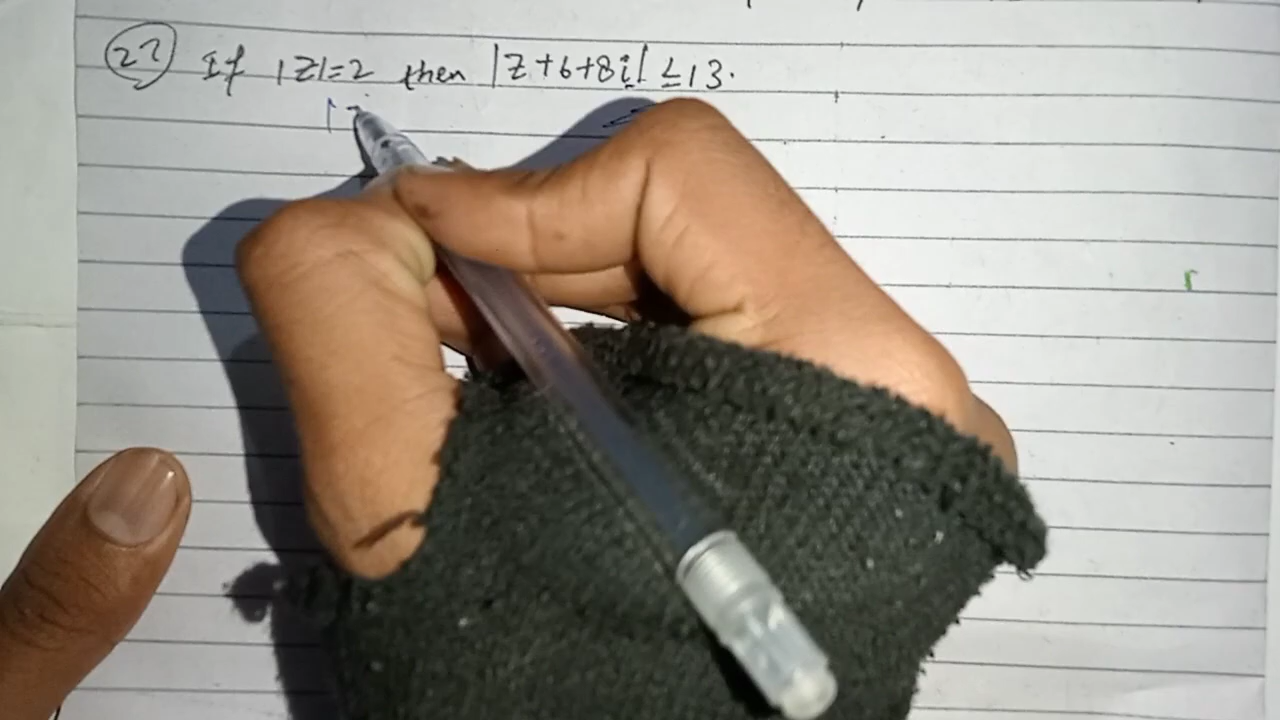 22 If |Z|=2 then |Z+6+8i| ≤13.